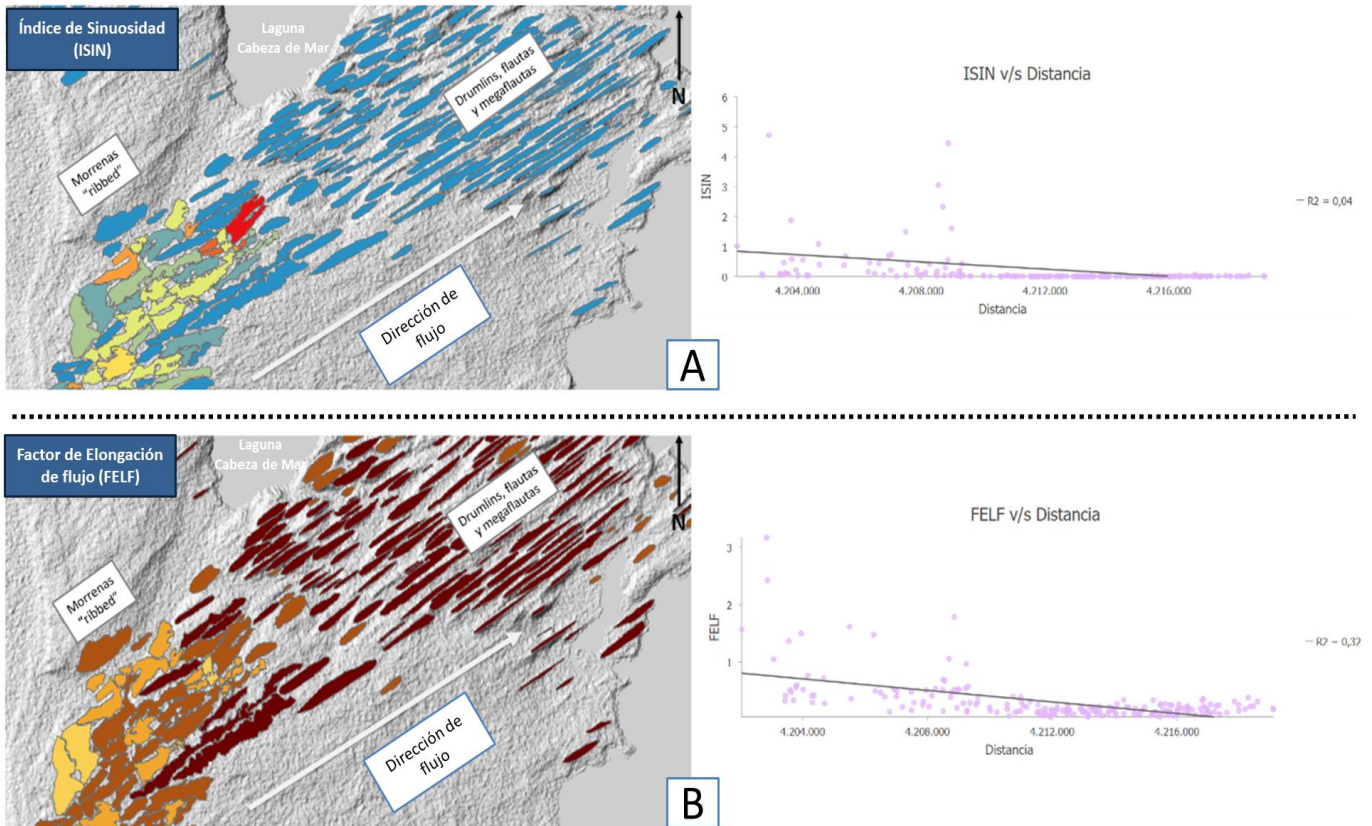 Índice de Sinuosidad
(ISIN)
Laguna
Cabeza de Mar
Drumlins, flautas
y megaflautas
N
Morrenas
"ribbed"
Dirección de
flujo
A
ISIN v/s Distancia
6
5
4
3
2
1
0
ISIN
4.204.000
4.208.000
4.212.000
4.216.000
Distancia
R2 = 0,04
Factor de Elongación
de flujo (FELF)
Laguna
Cabeza de Mar
Drumlins, flautas
y megaflautas
N
Morrenas
"ribbed"
Dirección de
flujo
B
FELF v/s Distancia
3
2
1
FELF
4.204.000
4.208.000
4.212.000
4.216.000
Distancia
R2 = 0,32